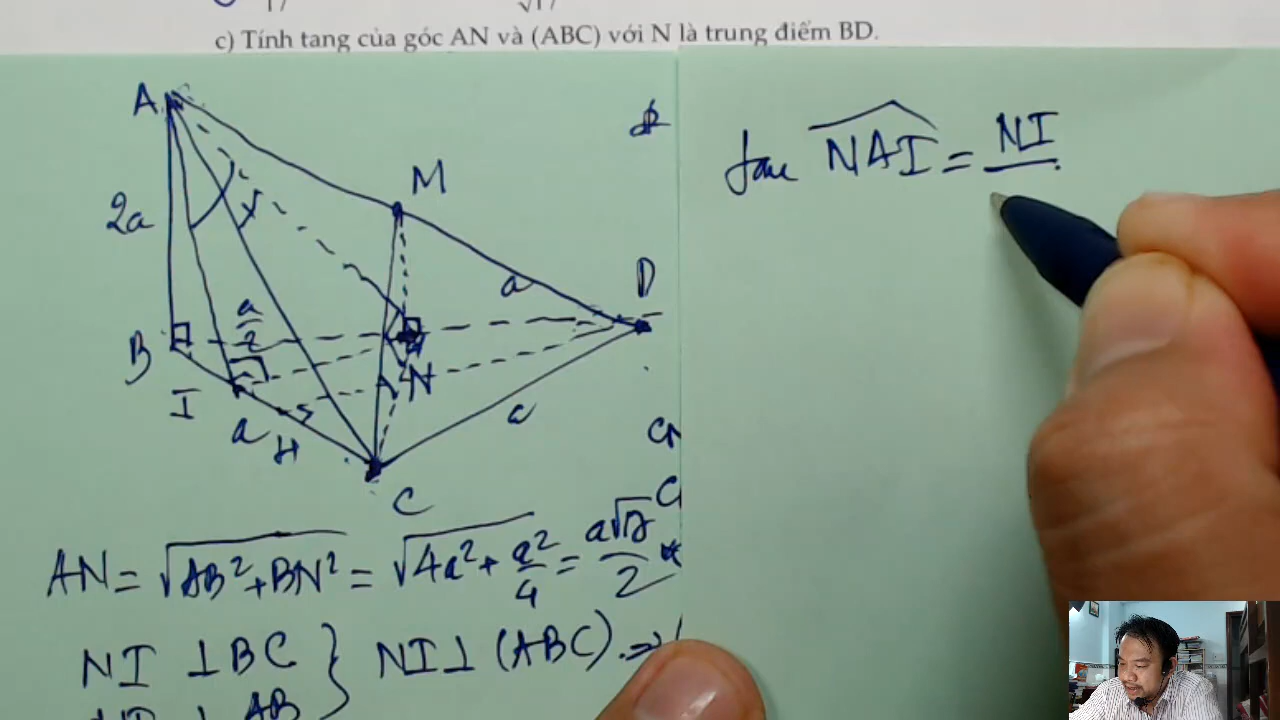 c) Tính tang của góc AN và (ABC) với N là trung điểm BD.
A
M
2a
a
D
B
a/2
I
N
a
H
a
C
tan NAI = NI
AN = √AB² + BN² = √4a² + a²/4 = a√17/2
NI ⊥ BC } NI ⊥ (ABC). ⇒
⊥ AB